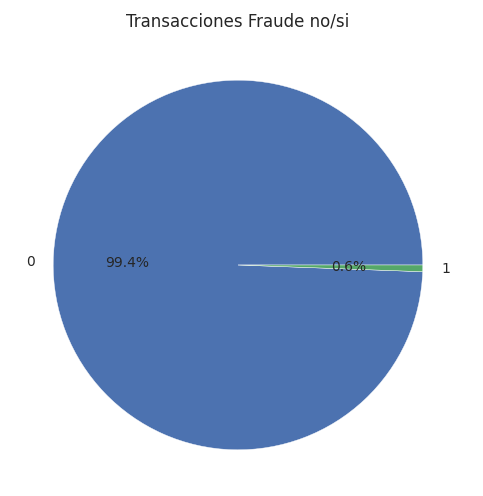 Transacciones Fraude no/si
0
99.4%
0.6%
1